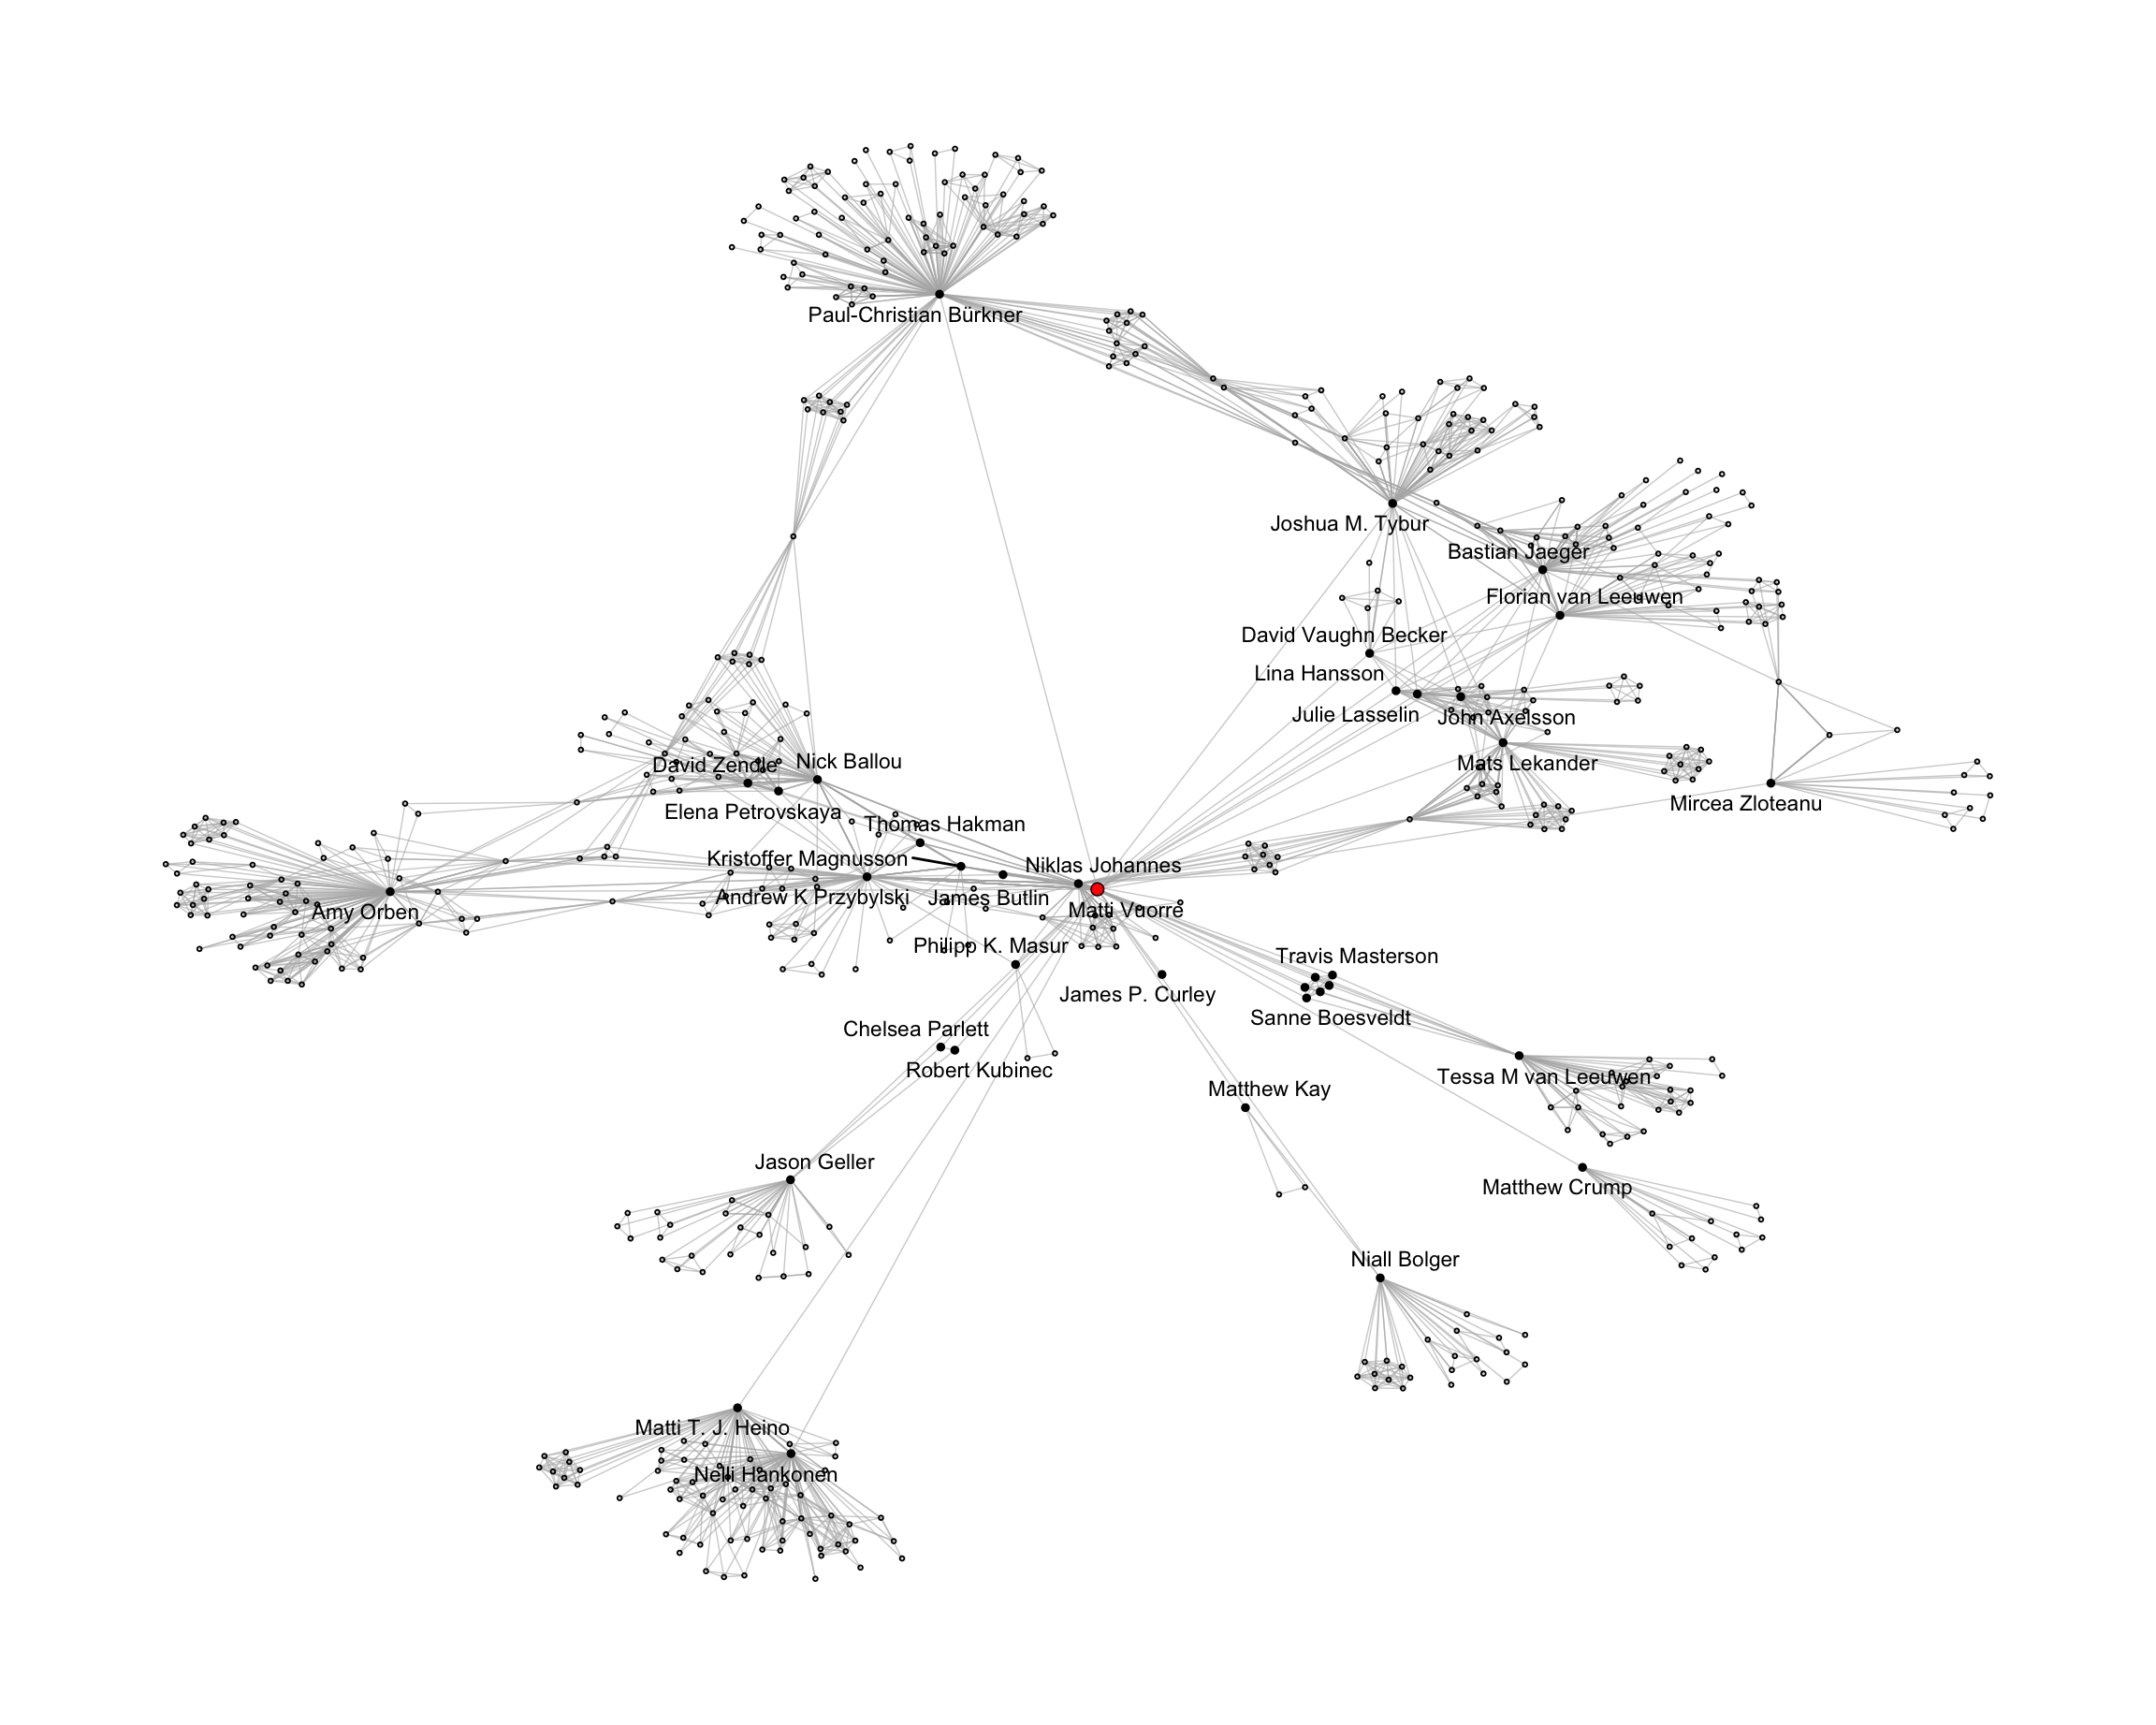 Paul-Christian Bürkner
Joshua M. Tybur
Bastian Jaeger
Florian van Leeuwen
David Vaughn Becker
Lina Hansson
Julie Lasselin
John Axelsson
Mats Lekander
Mircea Zloteanu
David Zendle
Nick Ballou
Elena Petrovskaya
Thomas Hakman
Kristoffer Magnusson
Niklas Johannes
Andrew K Przybylski
James Butlin
Matti Vuorre
Amy Orben
Philipp K. Masur
Travis Masterson
James P. Curley
Sanne Boesveldt
Chelsea Parlett
Robert Kubinec
Tessa M van Leeuwen
Matthew Kay
Jason Geller
Matthew Crump
Niall Bolger
Matti T. J. Heino
Nelli Hankonen